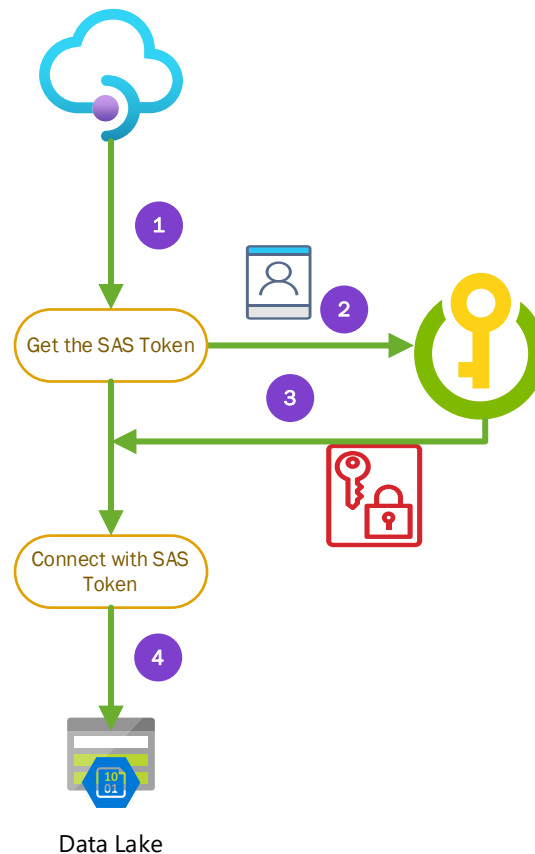 1
2
Get the SAS Token
3
Connect with SAS
Token
4
10
01
Data Lake